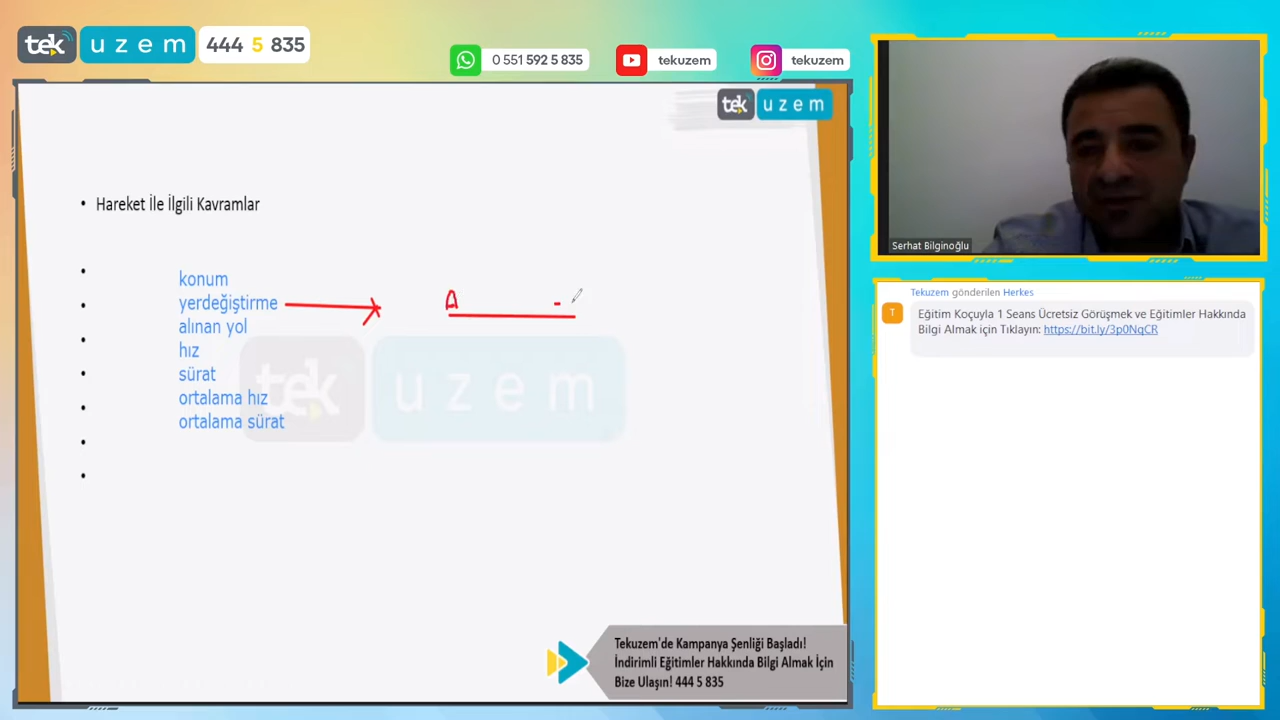 tek uzem 444 5 835
0 551 592 5 835
tekuzem
tekuzem
tek uzem
• Hareket İle İlgili Kavramlar
• konum
• yerdeğiştirme
alınan yol
• hız
• sürat
• ortalama hız
• ortalama sürat
•
A -
tek uzem
Tekuzem'de Kampanya Şenliği Başladı!
İndirimli Eğitimler Hakkında Bilgi Almak İçin
Bize Ulaşın! 444 5 835
Serhat Bilginoğlu
Tekuzem gönderilen Herkes
T
Eğitim Koçuyla 1 Seans Ücretsiz Görüşmek ve Eğitimler Hakkında
Bilgi Almak için Tıklayın: https://bit.ly/3p0NqCR